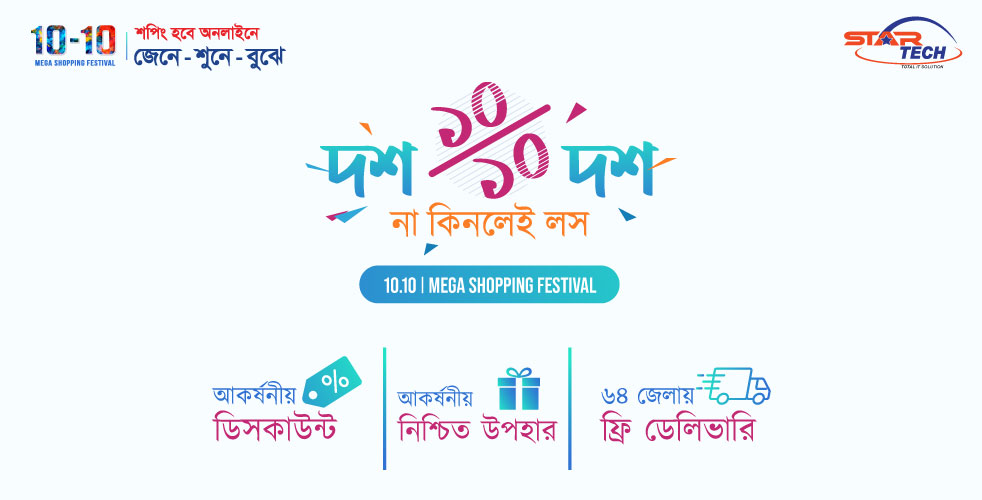 10-10
MEGA SHOPPING FESTIVAL
শপিং হবে অনলাইনে
জেনে - শুনে - বুঝে
STAR
TECH
TOTAL IT SOLUTION
দশ ১০/১০ দশ
না কিনলেই লস
10.10 | MEGA SHOPPING FESTIVAL
আকর্ষনীয়
ডিসকাউন্ট
%
আকর্ষনীয়
নিশ্চিত উপহার
৬৪ জেলায়
ফ্রি ডেলিভারি